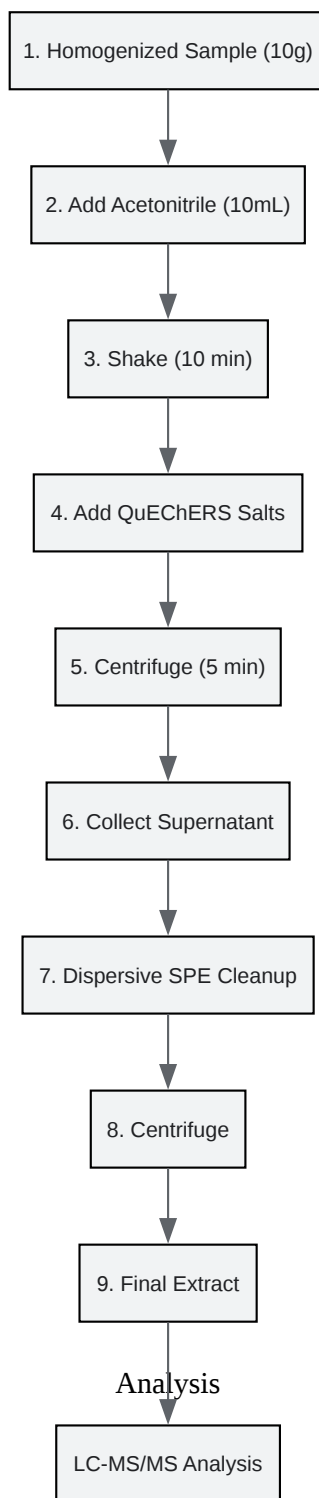 1. Homogenized Sample (10g)
2. Add Acetonitrile (10mL)
3. Shake (10 min)
4. Add QuEChERS Salts
5. Centrifuge (5 min)
6. Collect Supernatant
7. Dispersive SPE Cleanup
8. Centrifuge
9. Final Extract
Analysis
LC-MS/MS Analysis